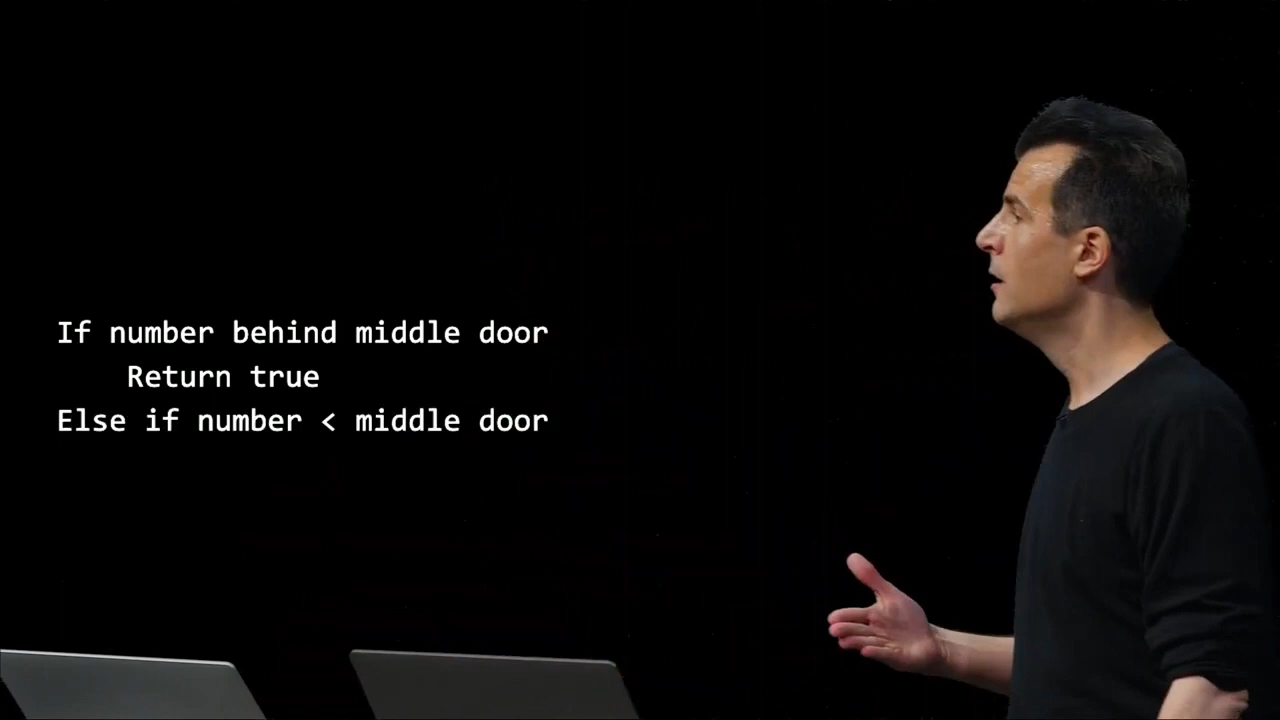 If number behind middle door
    Return true
Else if number < middle door